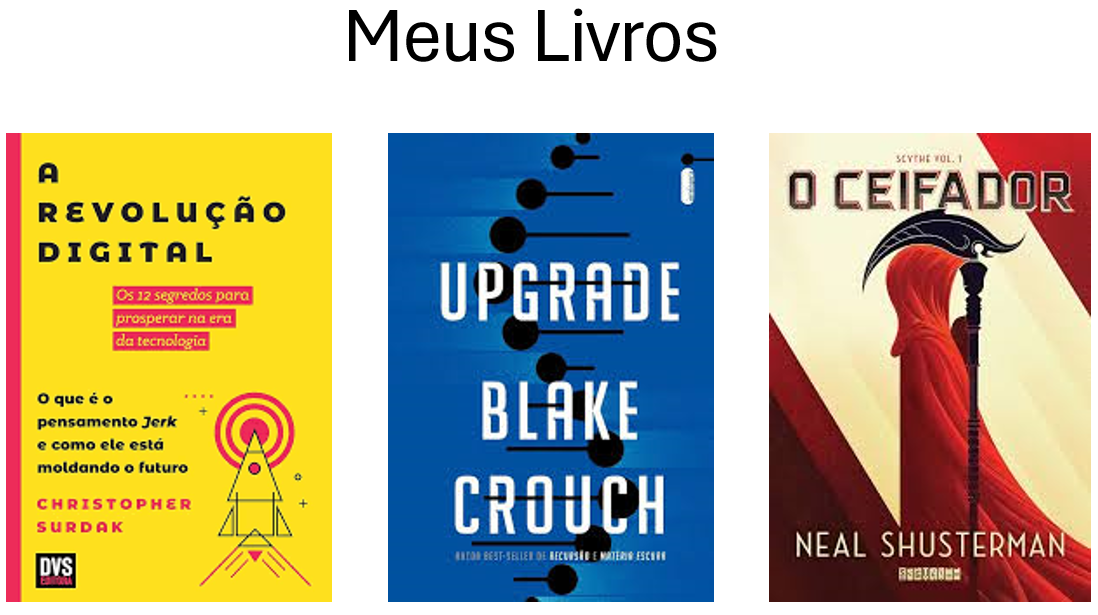 Meus Livros
A
REVOLUÇÃO
DIGITAL
Os 12 segredos para
prosperar na era
da tecnologia
O que é o
pensamento Jerk
e como ele está
moldando o futuro
CHRISTOPHER
SURDAK
DVS
EDITORA
UPGRADE
BLAKE
CROUCH
AUTOR BEST-SELLER DE RECURSÃO E MATÉRIA ESCURA
SCYTHE VOL. 1
O CEIFADOR
NEAL SHUSTERMAN